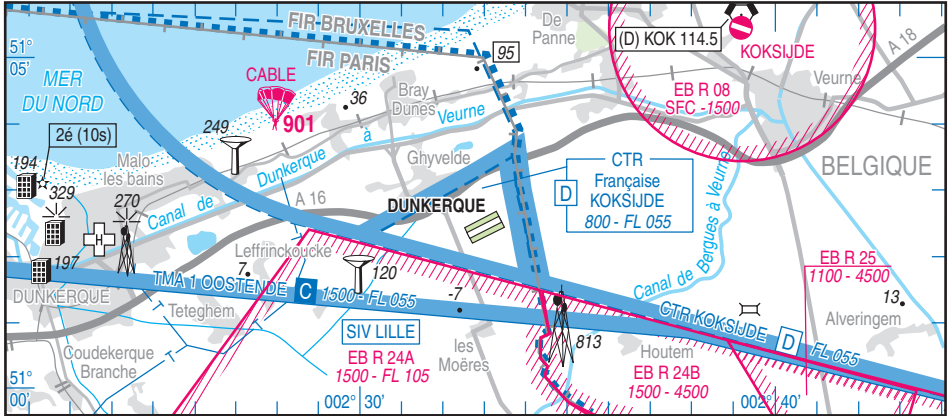 FIR BRUXELLES
FIR PARIS
De
Panne
(D) KOK 114.5
KOKSIJDE
A 18
51°
05'
95
MER
DU NORD
CABLE
901
36
Bray
Dunes
Veurne
EB R 08
SFC -1500
2é (10s)
249
Canal de Dunkerque à Veurne
Ghyvelde
BELGIQUE
194
329
Malo
les bains
270
A 16
DUNKERQUE
CTR
D
Française
KOKSIJDE
800 - FL 055
Canal de Bergues à Veurne
197
Leffrinckoucke
7
120
-7
EB R 25
1100 - 4500
13
DUNKERQUE
TMA 1 OOSTENDE C 1500 - FL 055
Teteghem
SIV LILLE
CTR KOKSIJDE D FL 055
Alveringem
Coudekerque
Branche
EB R 24A
1500 - FL 105
les
Moëres
813
Houtem
EB R 24B
1500 - 4500
51°
00'
002° 30'
002° 40'